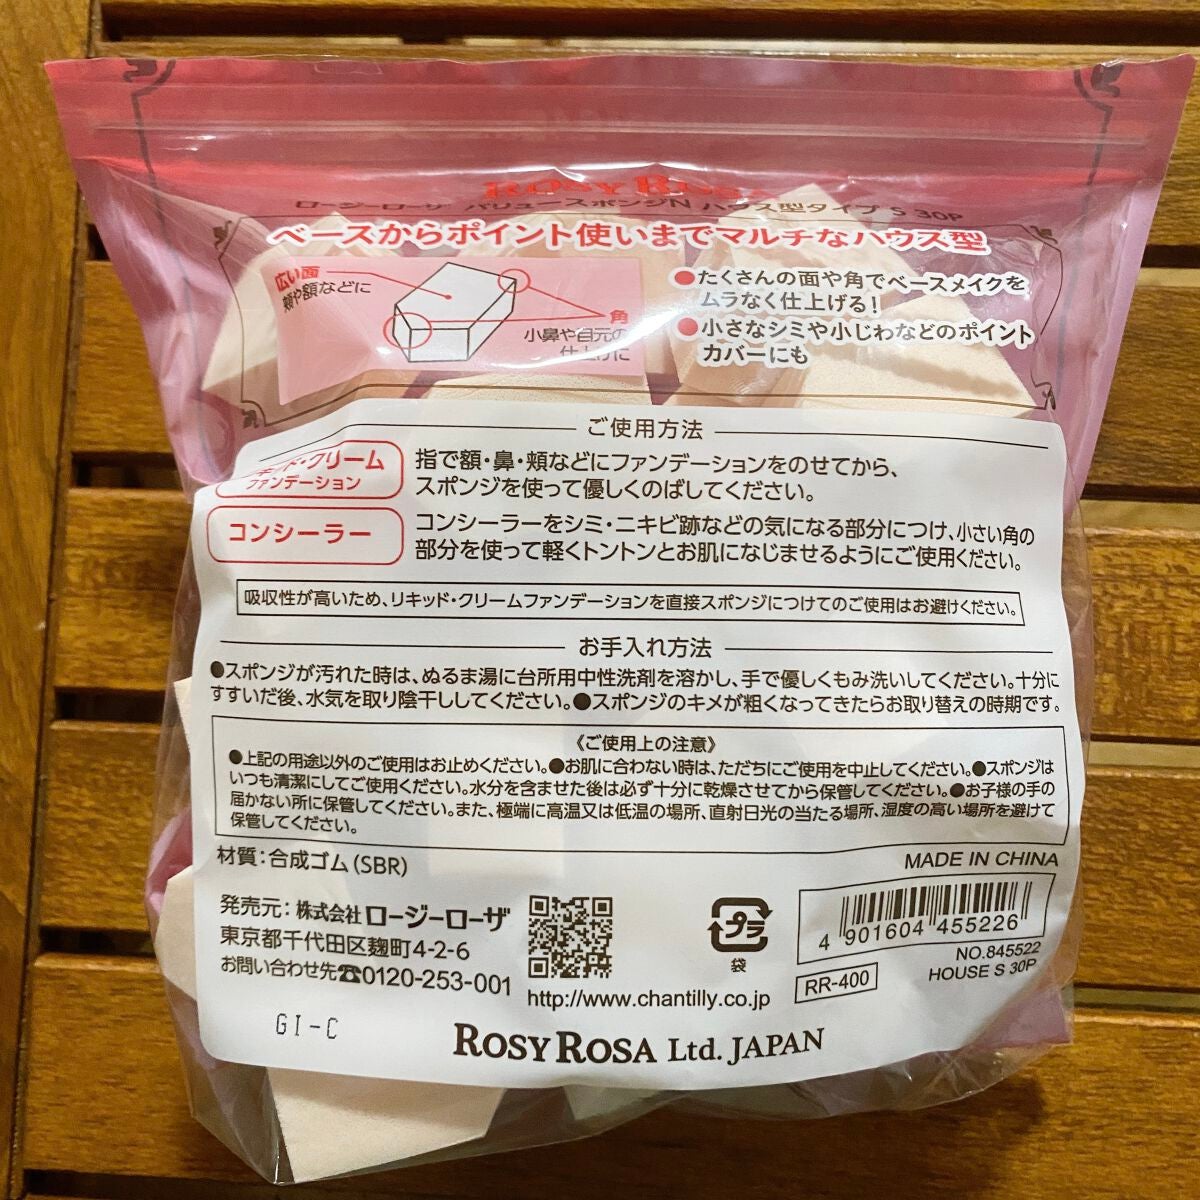 ROSY ROSA
ロージーローザ バリュースポンジN ハウス型タイプ S 30P
ベースからポイント使いまでマルチなハウス型
広い面
頬や額などに
角
小鼻や目元の
仕上げに
●たくさんの面や角でベースメイクを
ムラなく仕上げる!
●小さなシミや小じわなどのポイント
カバーにも
ご使用方法
キッド・クリーム
ファンデーション
指で額・鼻・頬などにファンデーションをのせてから、
スポンジを使って優しくのばしてください。
コンシーラー
コンシーラーをシミ・ニキビ跡などの気になる部分につけ、小さい角の
部分を使って軽くトントンとお肌になじませるようにご使用ください。
吸収性が高いため、リキッド・クリームファンデーションを直接スポンジにつけてのご使用はお避けください。
お手入れ方法
●スポンジが汚れた時は、ぬるま湯に台所用中性洗剤を溶かし、手で優しくもみ洗いしてください。十分に
すすいだ後、水気を取り陰干ししてください。●スポンジのキメが粗くなってきたらお取り替えの時期です。
《ご使用上の注意》
●上記の用途以外のご使用はお止めください。●お肌に合わない時は、ただちにご使用を中止してください。●スポンジは
いつも清潔にしてご使用ください。水分を含ませた後は必ず十分に乾燥させてから保管してください。●お子様の手の
届かない所に保管してください。また、極端に高温又は低温の場所、直射日光の当たる場所、湿度の高い場所を避けて
保管してください。
材質:合成ゴム(SBR)
MADE IN CHINA
発売元:株式会社ロージーローザ
東京都千代田区麹町4-2-6
お問い合わせ先☎0120-253-001
http://www.chantilly.co.jp
プラ
袋
4 901604 455226
NO.845522
HOUSE S 30P
RR-400
GI-C
ROSY ROSA Ltd. JAPAN